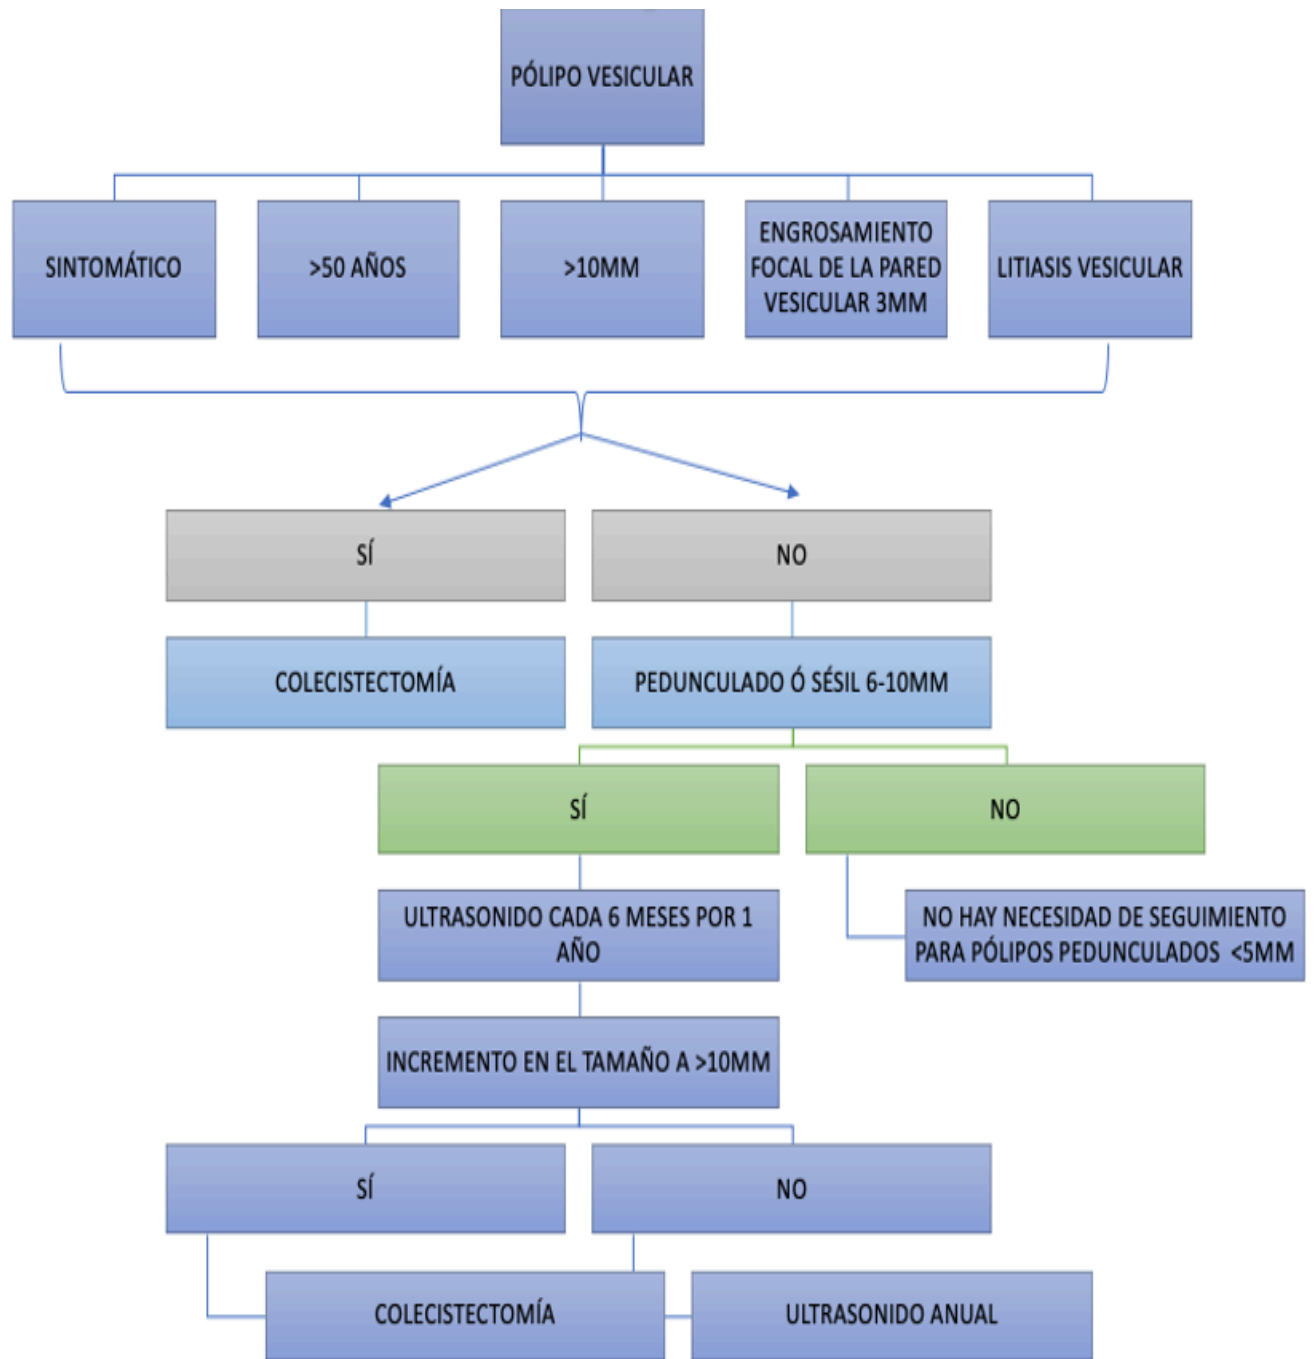 PÓLIPO VESICULAR
SINTOMÁTICO
>50 AÑOS
>10MM
ENGROSAMIENTO
FOCAL DE LA PARED
VESICULAR 3MM
LITIASIS VESICULAR
SÍ
NO
COLECISTECTOMÍA
PEDUNCULADO Ó SÉSIL 6-10MM
SÍ
NO
ULTRASONIDO CADA 6 MESES POR 1
AÑO
NO HAY NECESIDAD DE SEGUIMIENTO
PARA PÓLIPOS PEDUNCULADOS <5MM
INCREMENTO EN EL TAMAÑO A >10MM
SÍ
NO
COLECISTECTOMÍA
ULTRASONIDO ANUAL